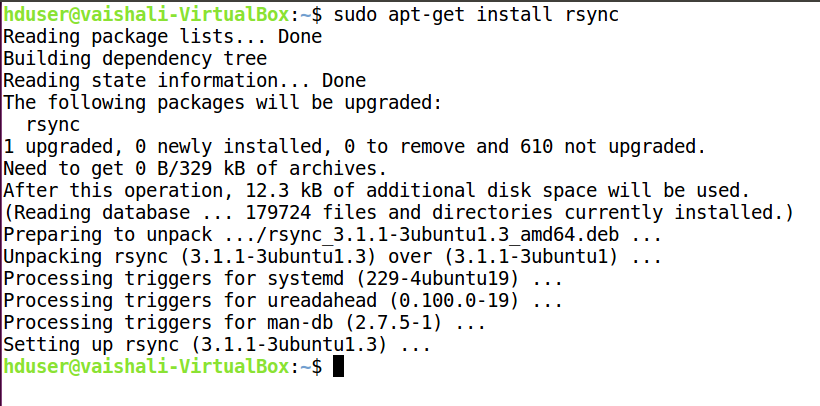 hduser@vaishali-VirtualBox:~$ sudo apt-get install rsync
Reading package lists... Done
Building dependency tree
Reading state information... Done
The following packages will be upgraded:
  rsync
1 upgraded, 0 newly installed, 0 to remove and 610 not upgraded.
Need to get 0 B/329 kB of archives.
After this operation, 12.3 kB of additional disk space will be used.
(Reading database ... 179724 files and directories currently installed.)
Preparing to unpack .../rsync_3.1.1-3ubuntu1.3_amd64.deb ...
Unpacking rsync (3.1.1-3ubuntu1.3) over (3.1.1-3ubuntu1) ...
Processing triggers for systemd (229-4ubuntu19) ...
Processing triggers for ureadahead (0.100.0-19) ...
Processing triggers for man-db (2.7.5-1) ...
Setting up rsync (3.1.1-3ubuntu1.3) ...
hduser@vaishali-VirtualBox:~$